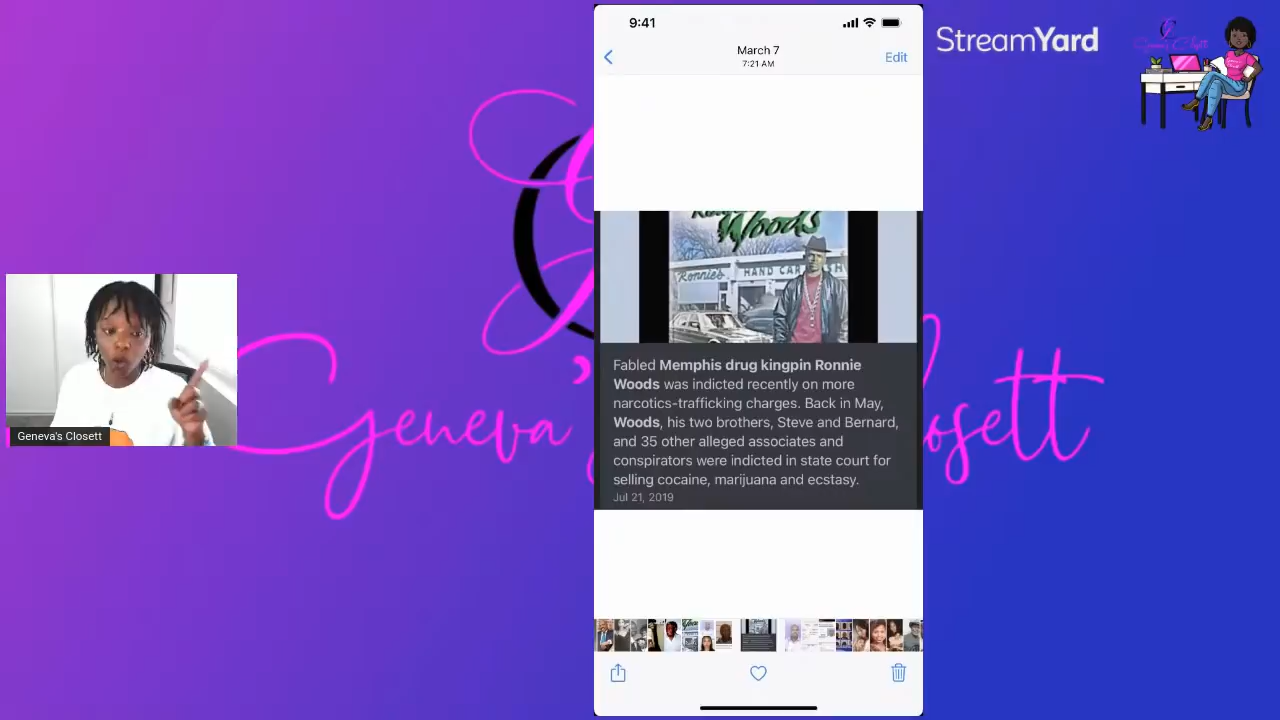 9:41
March 7
7:21 AM
Edit
StreamYard
Woods
Ronnie's HAND CAR WASH
Fabled Memphis drug kingpin Ronnie
Woods was indicted recently on more
narcotics-trafficking charges. Back in May,
Woods, his two brothers, Steve and Bernard,
and 35 other alleged associates and
conspirators were indicted in state court for
selling cocaine, marijuana and ecstasy.
Jul 21, 2019
Geneva's Closett
Geneva
losett